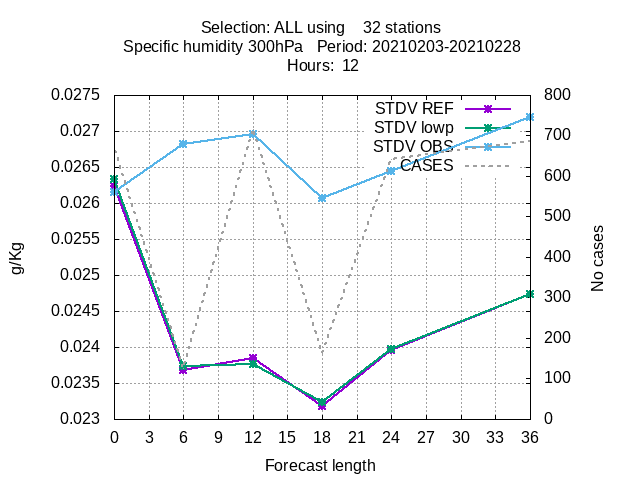 Selection: ALL using    32 stations
Specific humidity 300hPa   Period: 20210203-20210228
Hours:  12
g/Kg
0.0275
0.027
0.0265
0.026
0.0255
0.025
0.0245
0.024
0.0235
0.023
STDV REF
STDV lowp
STDV OBS
CASES
800
700
600
500
400
300
200
100
0
No cases
0 3 6 9 12 15 18 21 24 27 30 33 36
Forecast length